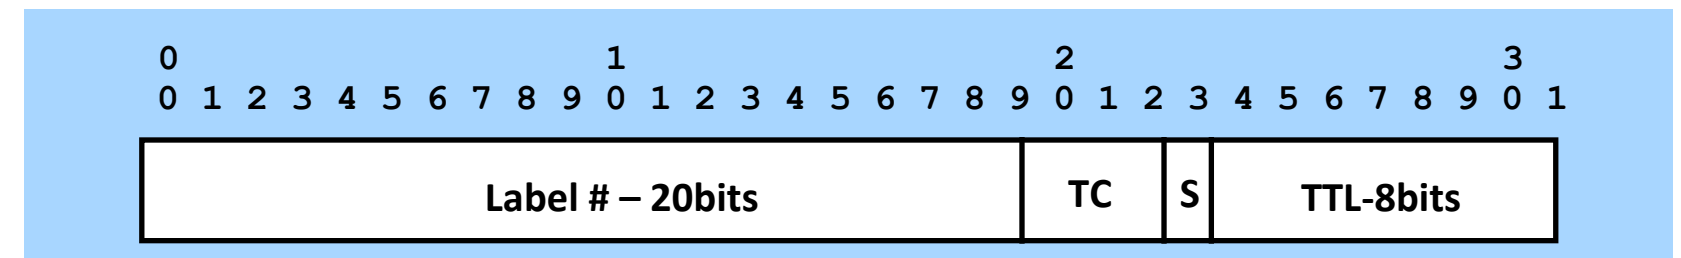 0 1 2 3
0 1 2 3 4 5 6 7 8 9 0 1 2 3 4 5 6 7 8 9 0 1 2 3 4 5 6 7 8 9 0 1
Label # – 20bits TC S TTL-8bits